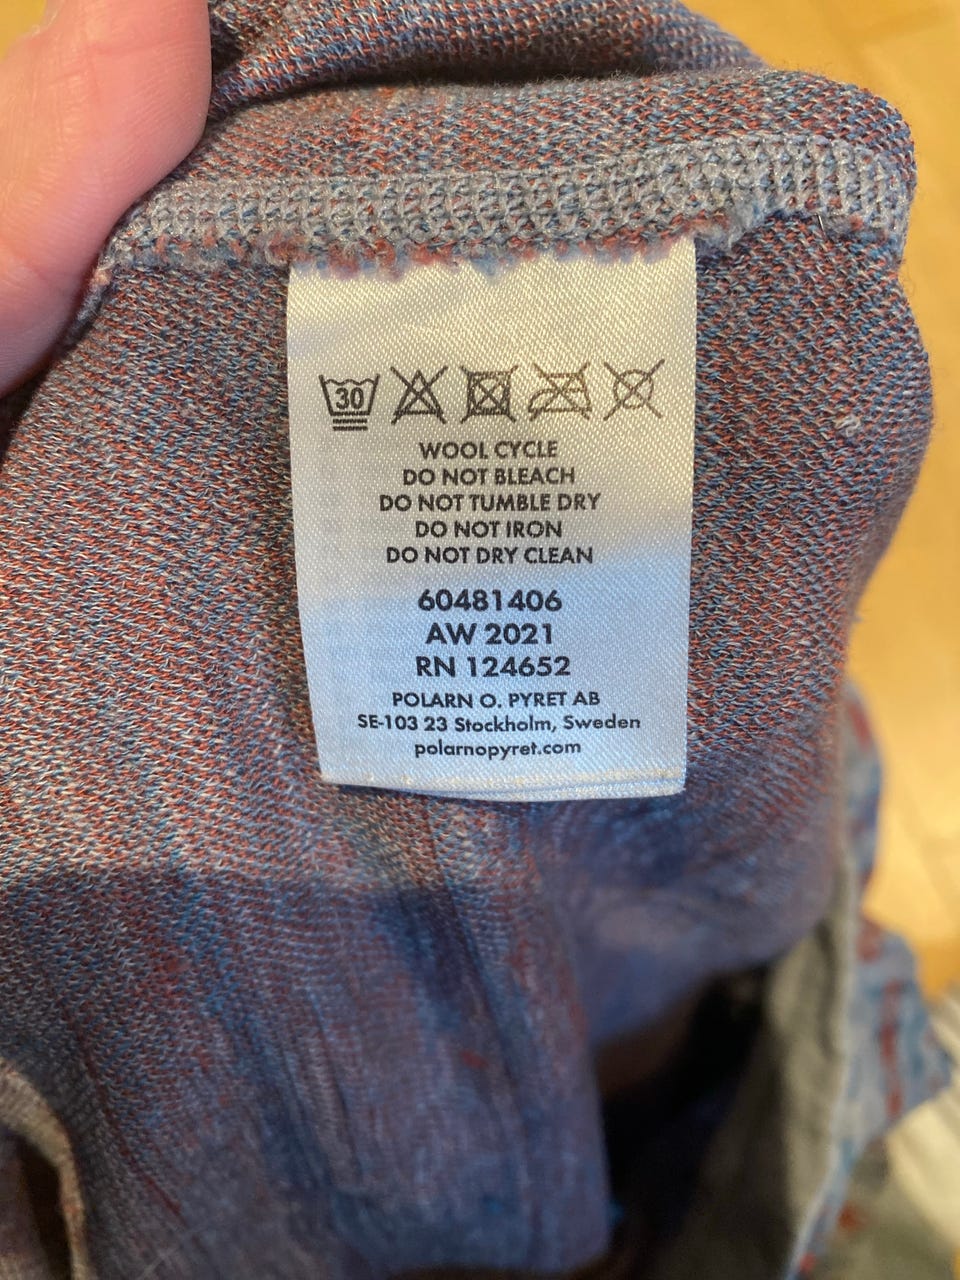 30
WOOL CYCLE
DO NOT BLEACH
DO NOT TUMBLE DRY
DO NOT IRON
DO NOT DRY CLEAN
60481406
AW 2021
RN 124652
POLARN O. PYRET AB
SE-103 23 Stockholm, Sweden
polarnopyret.com